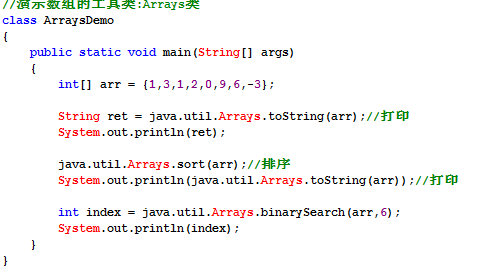 //演示数组的工具类:Arrays类
class ArraysDemo
{
    public static void main(String[] args)
    {
        int[] arr = {1,3,1,2,0,9,6,-3};
        String ret = java.util.Arrays.toString(arr);//打印
        System.out.println(ret);
        java.util.Arrays.sort(arr);//排序
        System.out.println(java.util.Arrays.toString(arr));//打印
        int index = java.util.Arrays.binarySearch(arr,6);
        System.out.println(index);
    }
}